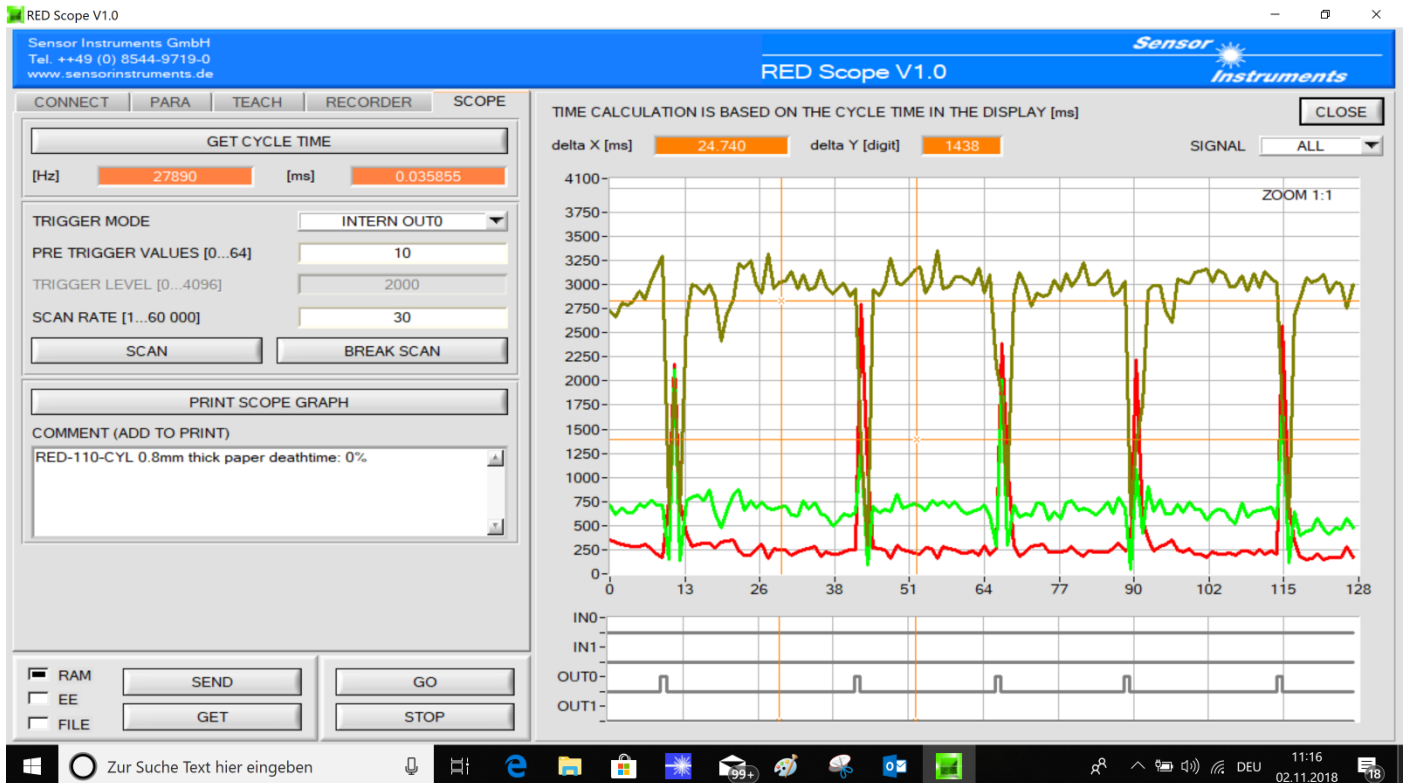 RED Scope V1.0
Sensor Instruments GmbH
Tel. ++49 (0) 8544-9719-0
www.sensorinstruments.de
RED Scope V1.0
Sensor
Instruments
CONNECT PARA TEACH RECORDER SCOPE
GET CYCLE TIME
[Hz] 27890 [ms] 0.035855
TRIGGER MODE INTERN OUT0
PRE TRIGGER VALUES [0...64] 10
TRIGGER LEVEL [0...4096] 2000
SCAN RATE [1...60 000] 30
SCAN BREAK SCAN
PRINT SCOPE GRAPH
COMMENT (ADD TO PRINT)
RED-110-CYL 0.8mm thick paper deathtime: 0%
RAM
EE
FILE
SEND GO
GET STOP
TIME CALCULATION IS BASED ON THE CYCLE TIME IN THE DISPLAY [ms] CLOSE
delta X [ms] 24.740 delta Y [digit] 1438 SIGNAL ALL
ZOOM 1:1
4100
3750
3500
3250
3000
2750
2500
2250
2000
1750
1500
1250
1000
750
500
250
0
0 13 26 38 51 64 77 90 102 115 128
IN0
IN1
OUT0
OUT1
Zur Suche Text hier eingeben
99+
DEU
11:16
02.11.2018
18